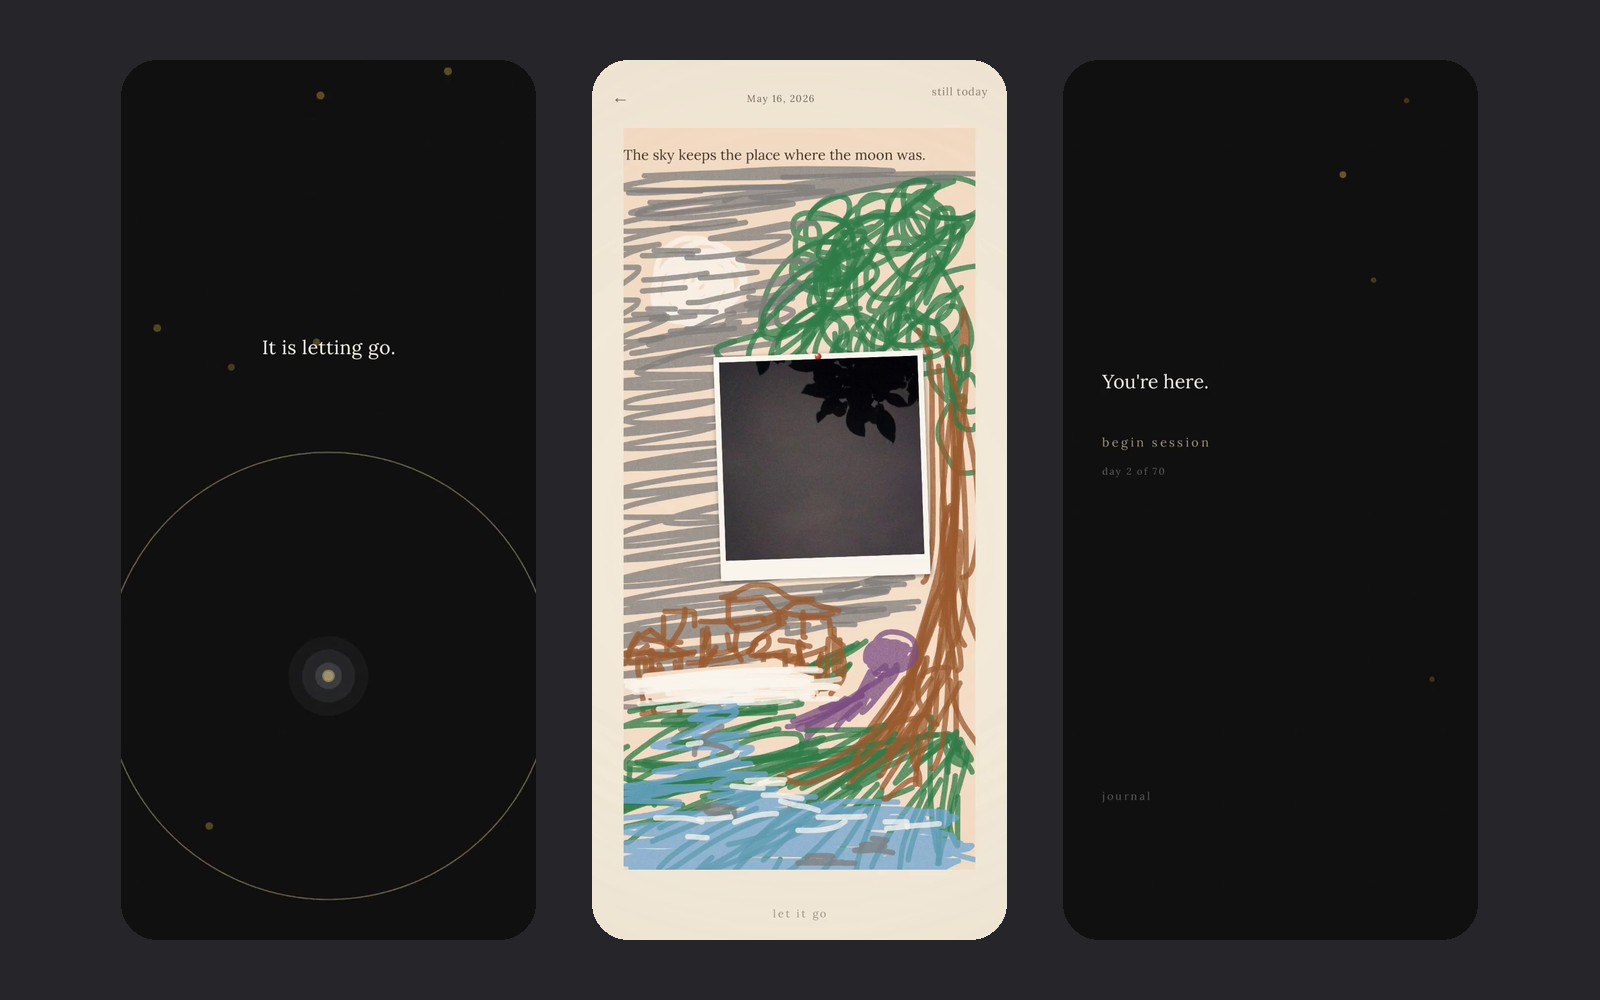 It is letting go.
←
May 16, 2026
still today
The sky keeps the place where the moon was.
let it go
You're here.
begin session
day 2 of 70
journal